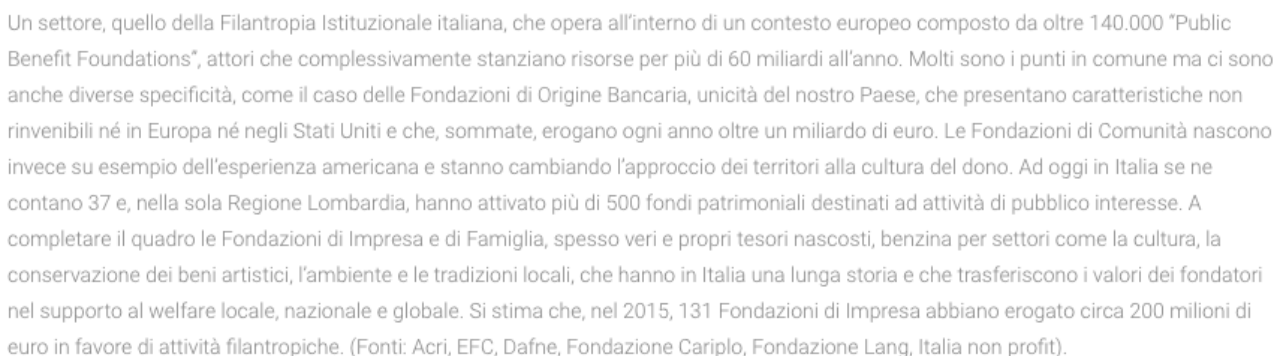 Un settore, quello della Filantropia Istituzionale italiana, che opera all'interno di un contesto europeo composto da oltre 140.000 "Public
Benefit Foundations", attori che complessivamente stanziano risorse per più di 60 miliardi all'anno. Molti sono i punti in comune ma ci sono
anche diverse specificità, come il caso delle Fondazioni di Origine Bancaria, unicità del nostro Paese, che presentano caratteristiche non
rinvenibili né in Europa né negli Stati Uniti e che, sommate, erogano ogni anno oltre un miliardo di euro. Le Fondazioni di Comunità nascono
invece su esempio dell'esperienza americana e stanno cambiando l'approccio dei territori alla cultura del dono. Ad oggi in Italia se ne
contano 37 e, nella sola Regione Lombardia, hanno attivato più di 500 fondi patrimoniali destinati ad attività di pubblico interesse. A
completare il quadro le Fondazioni di Impresa e di Famiglia, spesso veri e propri tesori nascosti, benzina per settori come la cultura, la
conservazione dei beni artistici, l'ambiente e le tradizioni locali, che hanno in Italia una lunga storia e che trasferiscono i valori dei fondatori
nel supporto al welfare locale, nazionale e globale. Si stima che, nel 2015, 131 Fondazioni di Impresa abbiano erogato circa 200 milioni di
euro in favore di attività filantropiche. (Fonti: Acri, EFC, Dafne, Fondazione Cariplo, Fondazione Lang, Italia non profit).